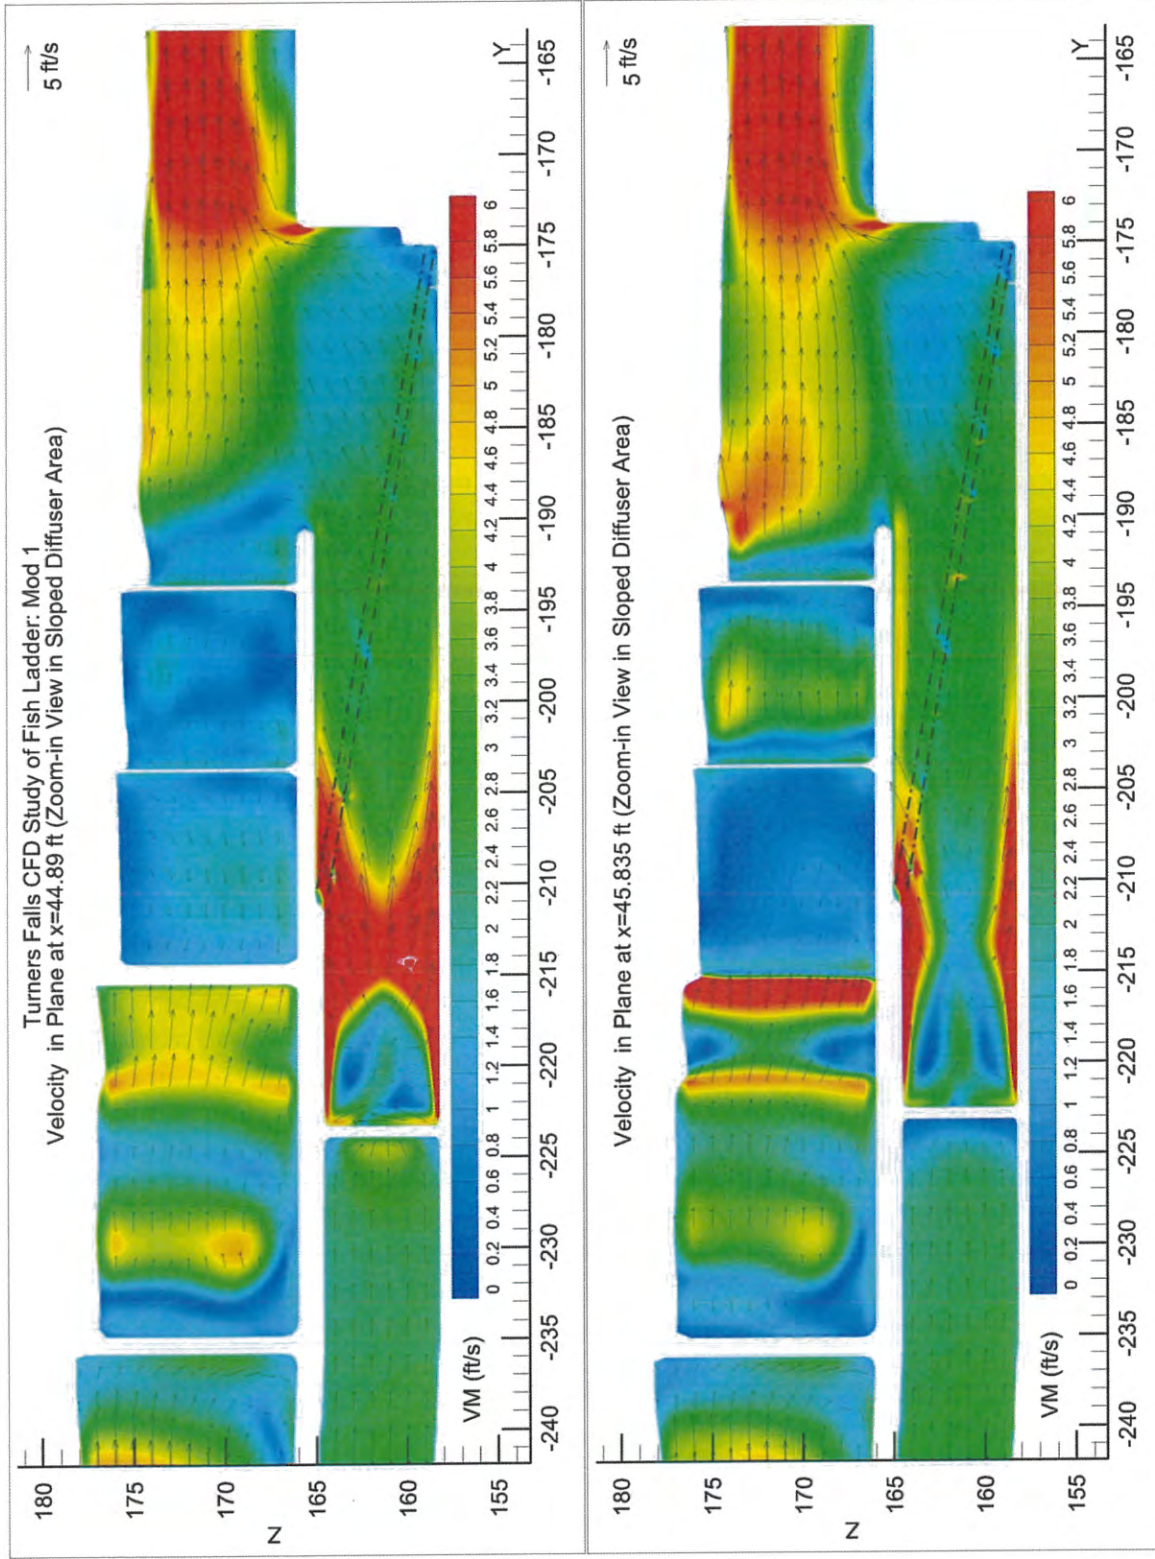 Turners Falls CFD Study of Fish Ladder: Mod 1
Velocity in Plane at x=44.89 ft (Zoom-in View in Sloped Diffuser Area)
5 ft/s
180
175
170
165
160
155
Z
VM (ft/s)
0 0.2 0.4 0.6 0.8 1 1.2 1.4 1.6 1.8 2 2.2 2.4 2.6 2.8 3 3.2 3.4 3.6 3.8 4 4.2 4.4 4.6 4.8 5 5.2 5.4 5.6 5.8 6
-240 -235 -230 -225 -220 -215 -210 -205 -200 -195 -190 -185 -180 -175 -170 -165
Y
Velocity in Plane at x=45.835 ft (Zoom-in View in Sloped Diffuser Area)
5 ft/s
175
170
165
160
155
Z
VM (ft/s)
0 0.2 0.4 0.6 0.8 1 1.2 1.4 1.6 1.8 2 2.2 2.4 2.6 2.8 3 3.2 3.4 3.6 3.8 4 4.2 4.4 4.6 4.8 5 5.2 5.4 5.6 5.8 6
-240 -235 -230 -225 -220 -215 -210 -205 -200 -195 -190 -185 -180 -175 -170 -165
Y